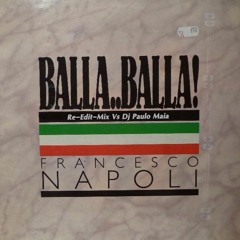 BALLA..BALLA!
Re-Edit-Mix Vs Dj Paulo Maia
FRANCESCO
NAPOLI